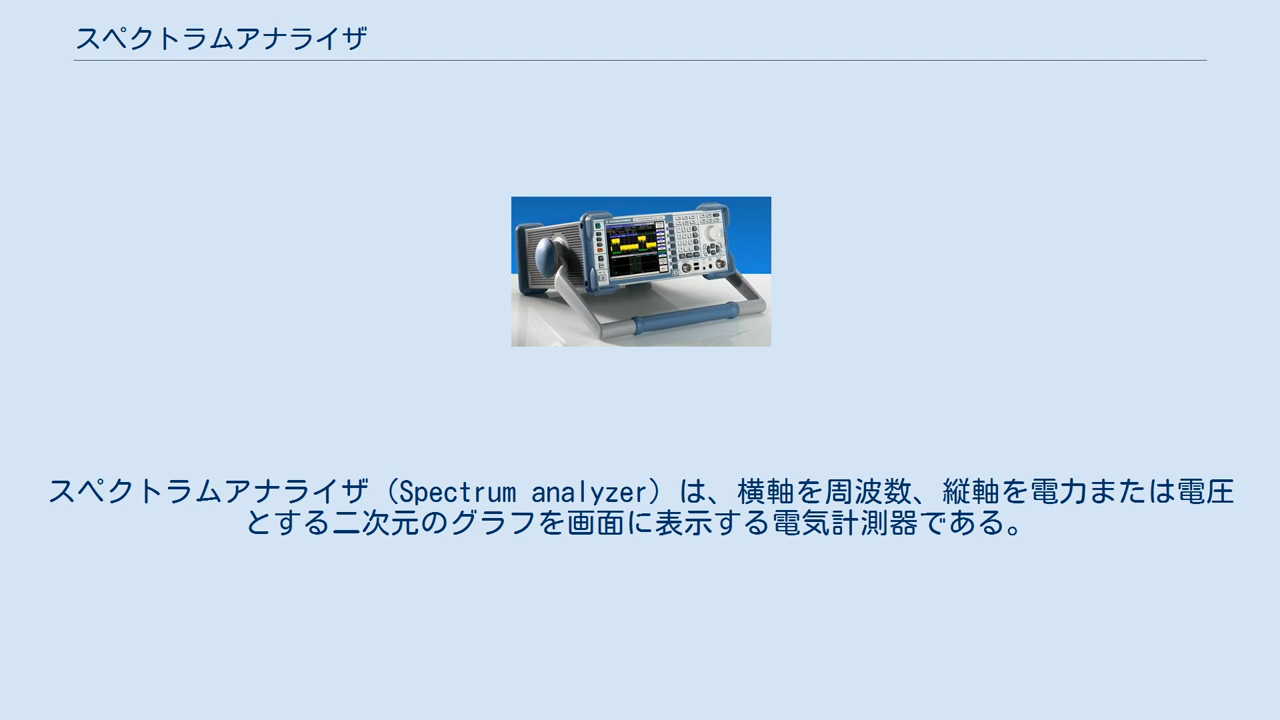 スペクトラムアナライザ
スペクトラムアナライザ（Spectrum analyzer）は、横軸を周波数、縦軸を電力または電圧
とする二次元のグラフを画面に表示する電気計測器である。